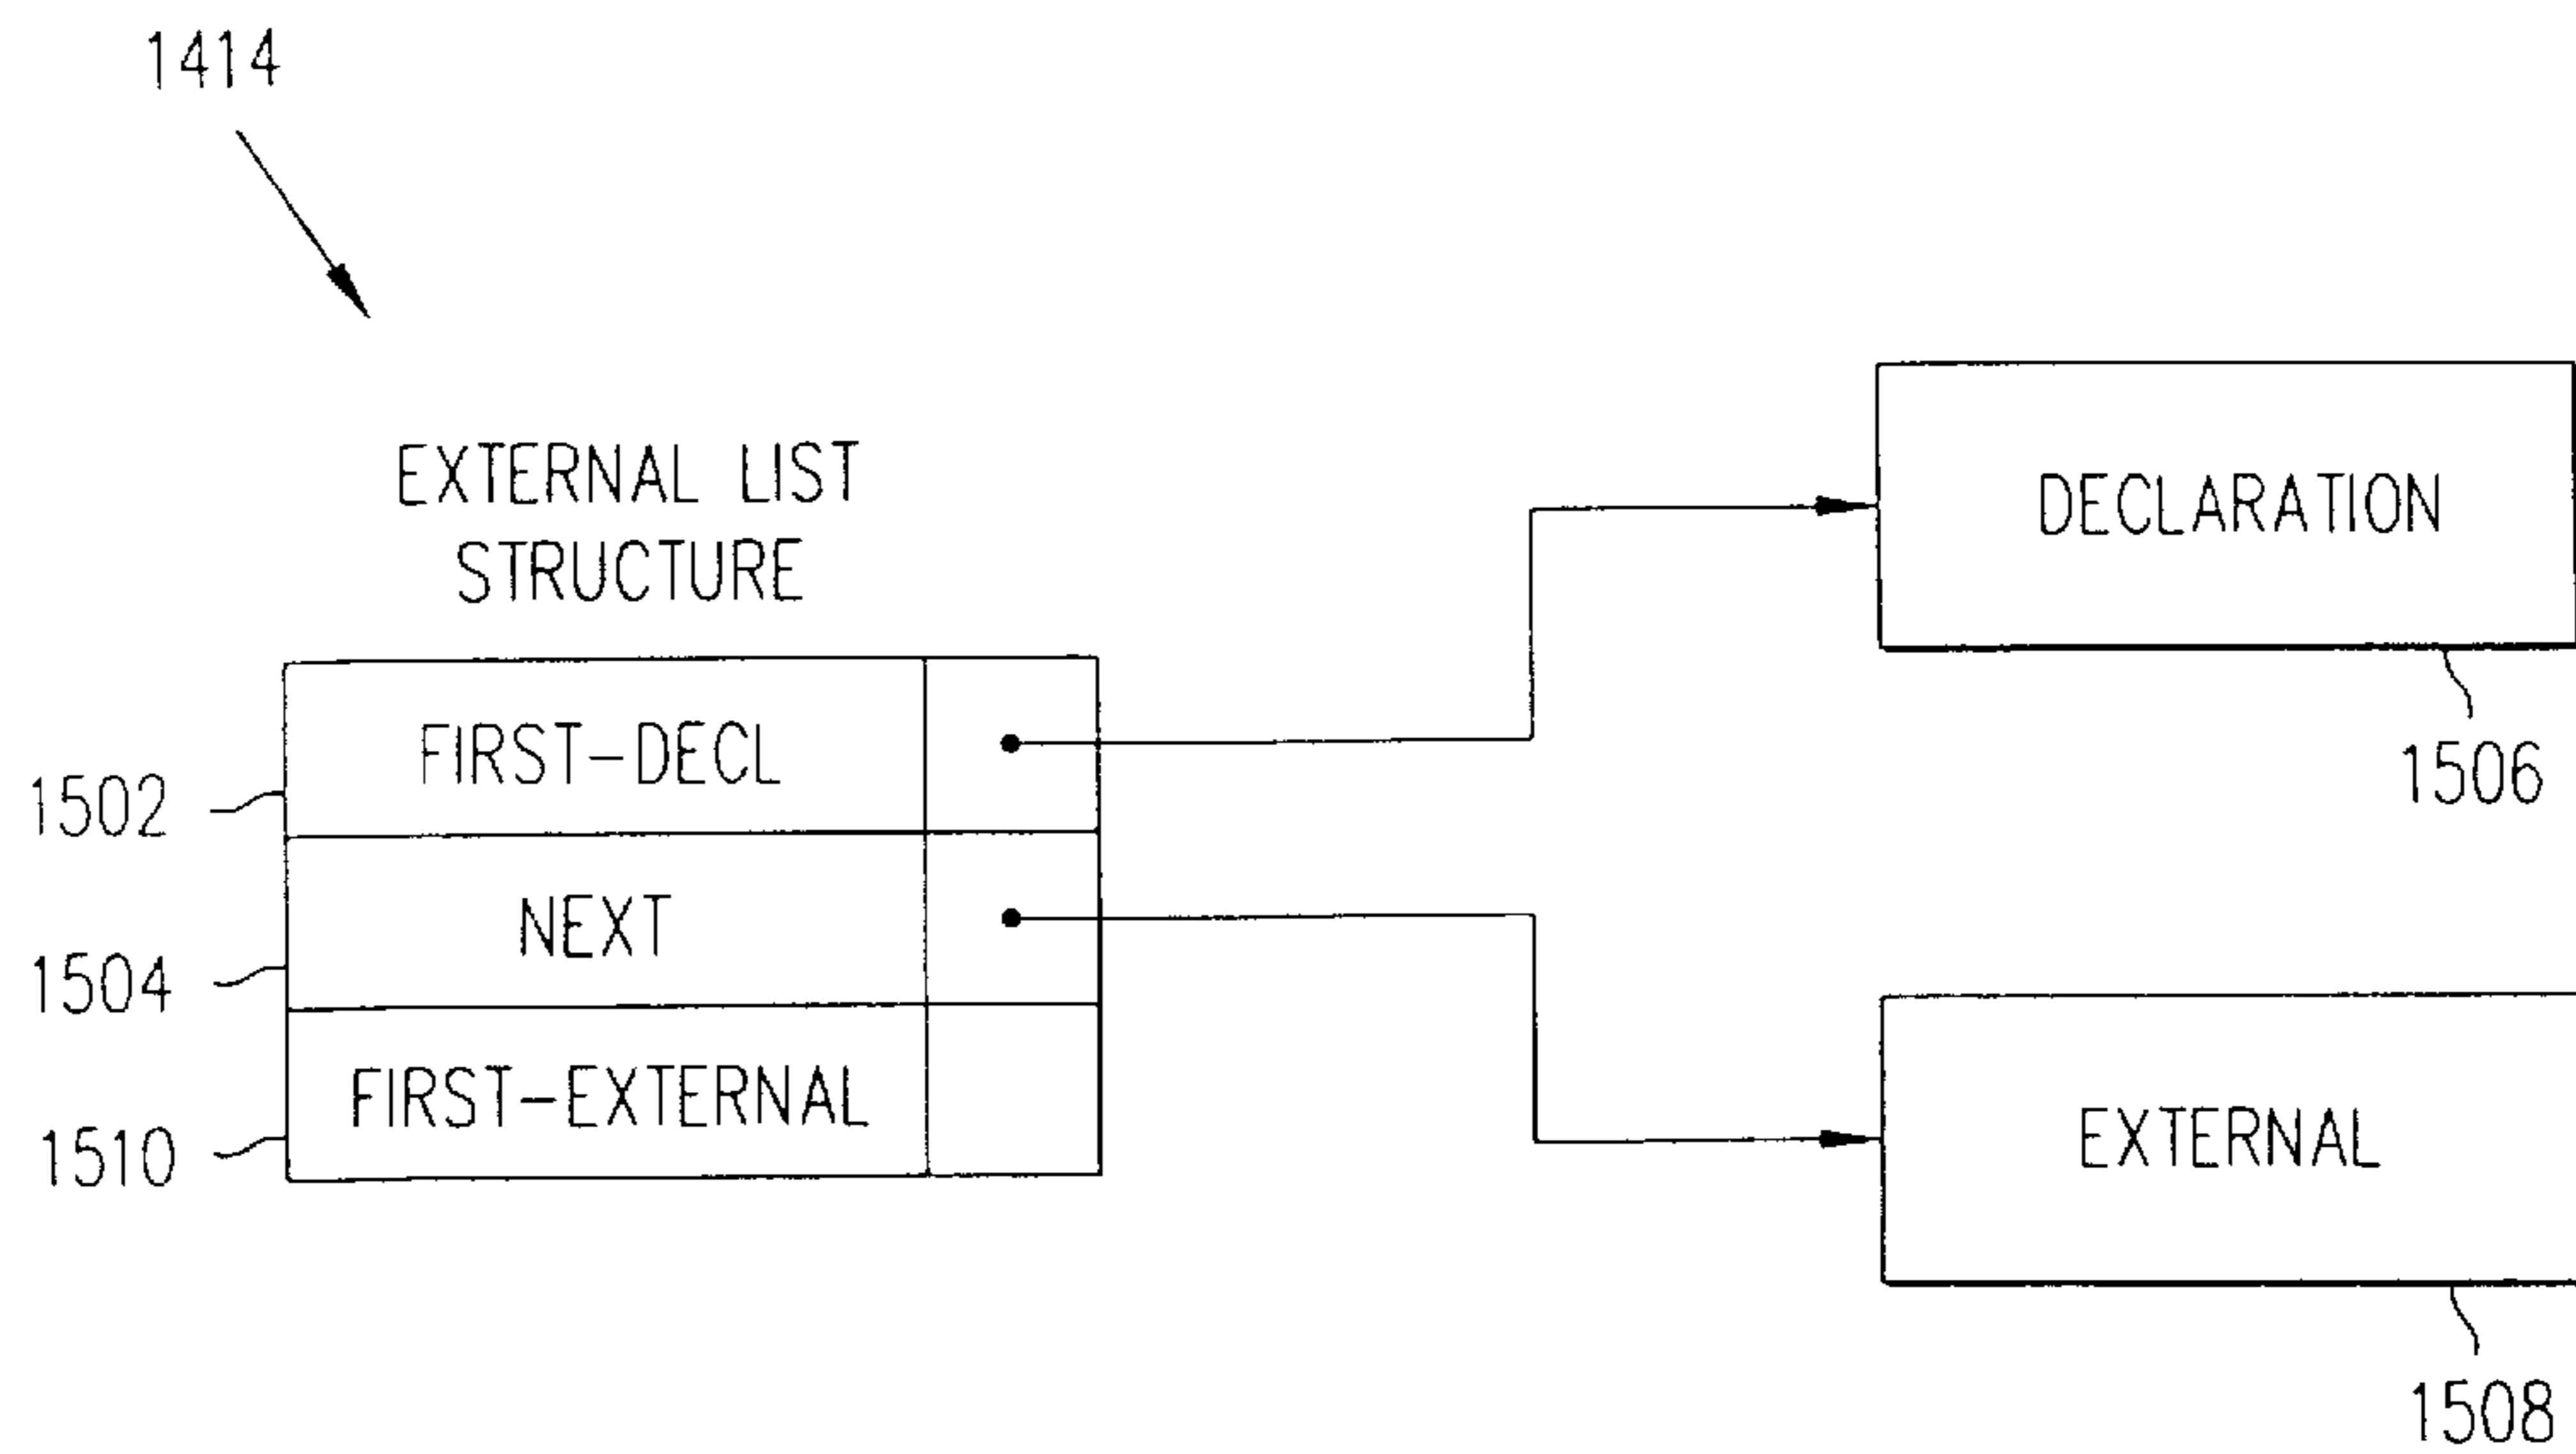 1414
EXTERNAL LIST
STRUCTURE
DECLARATION
1506
FIRST-DECL
1502
NEXT
1504
FIRST-EXTERNAL
1510
EXTERNAL
1508